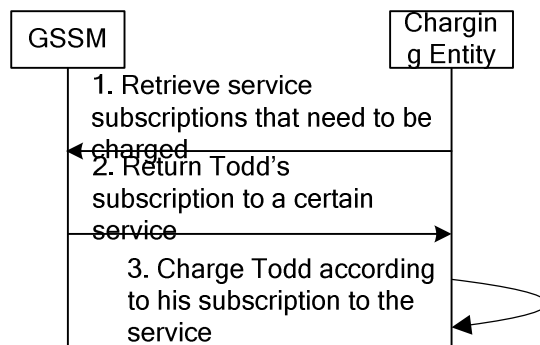 GSSM
Chargin
g Entity
1. Retrieve service
subscriptions that need to be
charged
2. Return Todd's
subscription to a certain
service
3. Charge Todd according
to his subscription to the
service